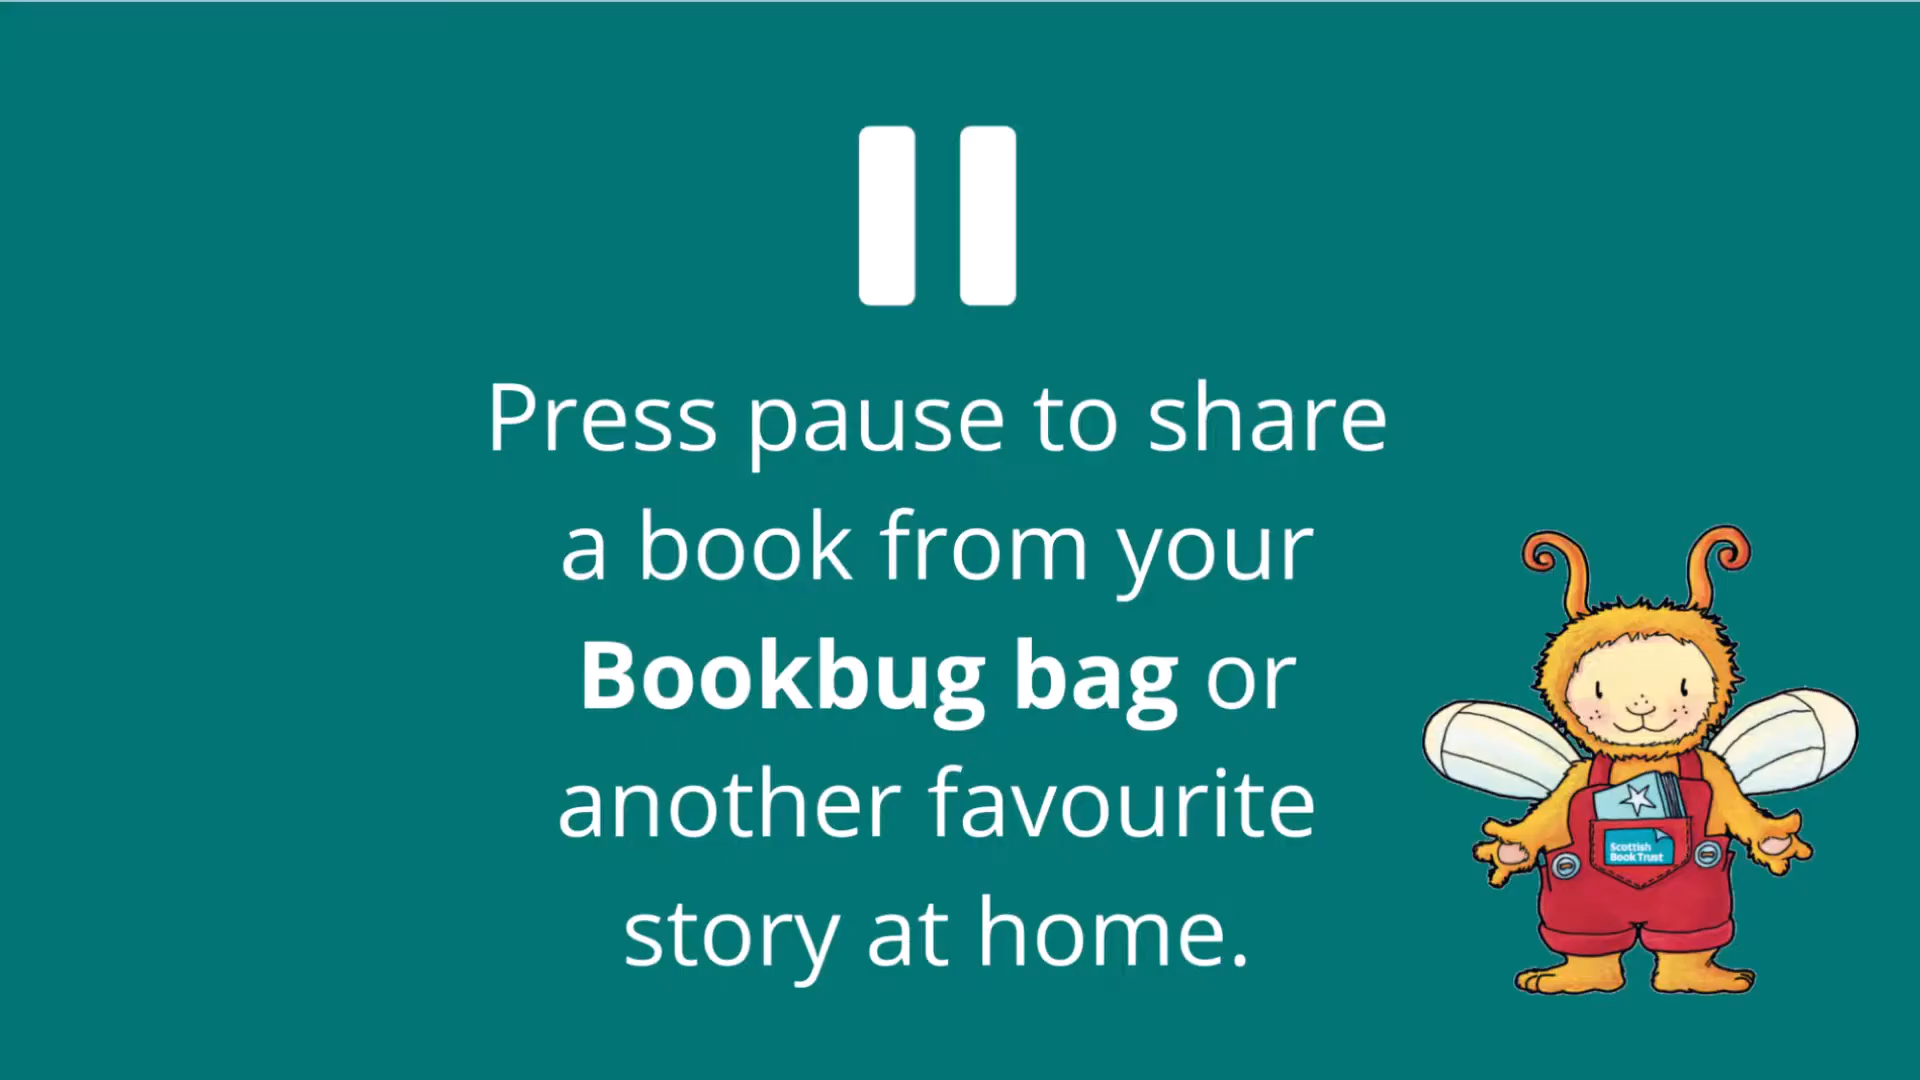 Press pause to share
a book from your
Bookbug bag or
another favourite
story at home.
Scottish
Book Trust